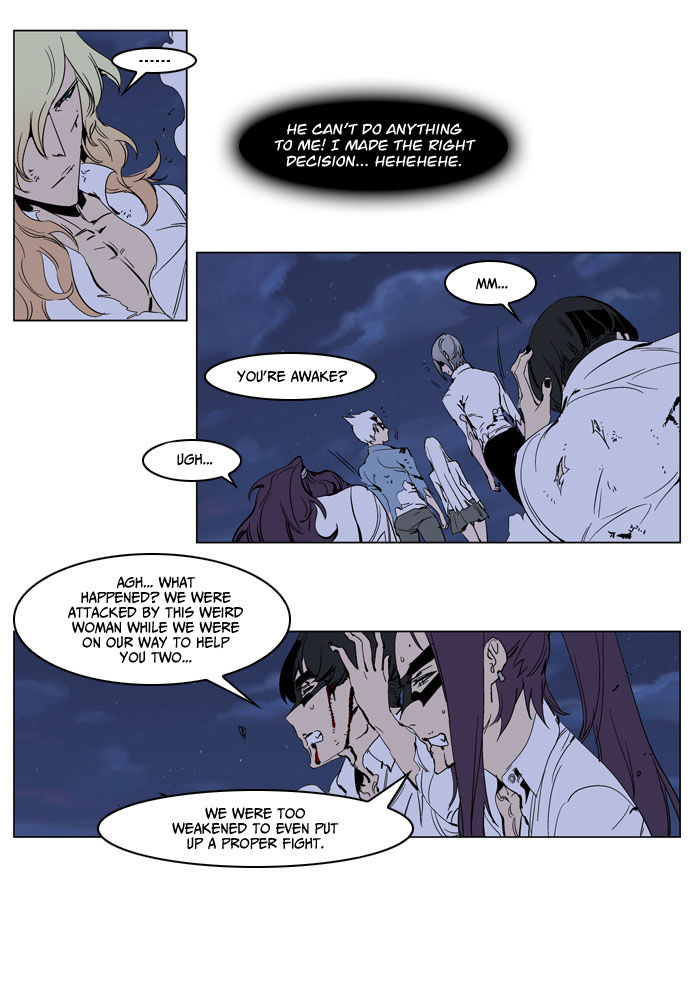 ......
HE CAN'T DO ANYTHING
TO ME! I MADE THE RIGHT
DECISION... HEHEHEHE.
MM...
YOU'RE AWAKE?
UGH...
AGH... WHAT
HAPPENED? WE WERE
ATTACKED BY THIS WEIRD
WOMAN WHILE WE WERE
ON OUR WAY TO HELP
YOU TWO...
WE WERE TOO
WEAKENED TO EVEN PUT
UP A PROPER FIGHT.